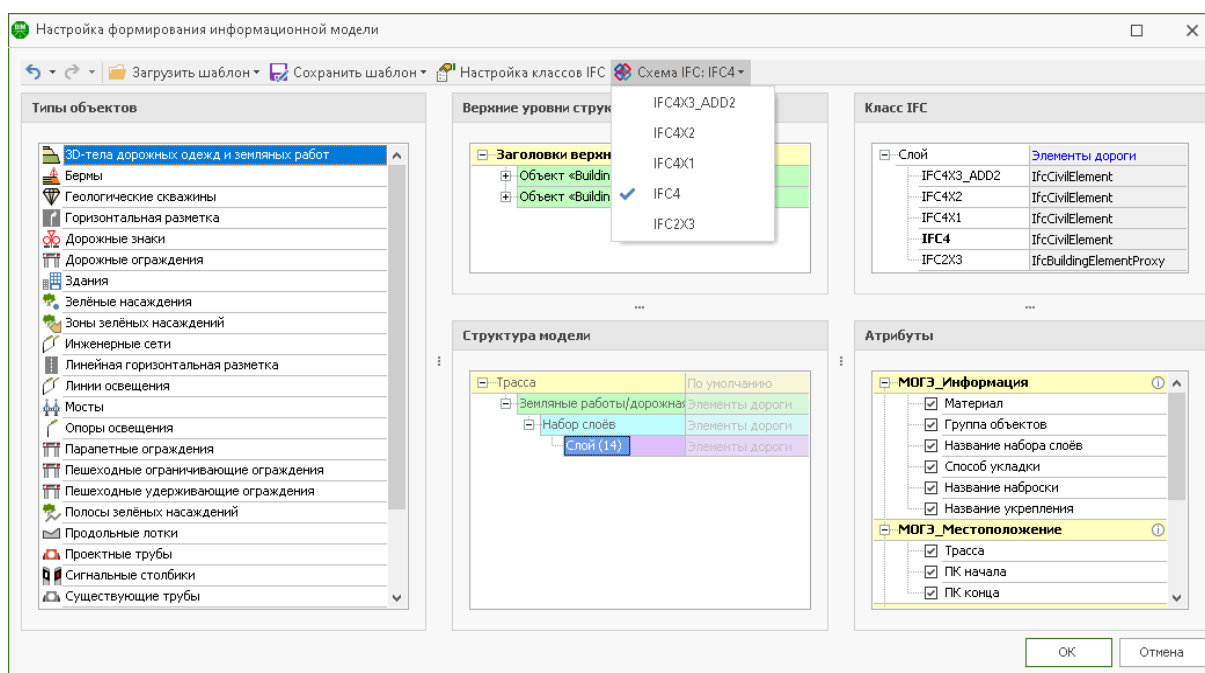 BIM
Настройка формирования информационной модели
Загрузить шаблон
Сохранить шаблон
Настройка классов IFC
Схема IFC: IFC4
IFC4X3_ADD2
IFC4X2
IFC4X1
IFC4
IFC2X3
Типы объектов
3D-тела дорожных одежд и земляных работ
Бермы
Геологические скважины
Горизонтальная разметка
Дорожные знаки
Дорожные ограждения
Здания
Зелёные насаждения
Зоны зелёных насаждений
Инженерные сети
Линейная горизонтальная разметка
Линии освещения
Мосты
Опоры освещения
Парапетные ограждения
Пешеходные ограничивающие ограждения
Пешеходные удерживающие ограждения
Полосы зелёных насаждений
Продольные лотки
Проектные трубы
Сигнальные столбики
Существующие трубы
Верхние уровни струк
Заголовки верхн
Объект «Buildin
Объект «Buildin
Структура модели
Трасса По умолчанию
Земляные работы/дорожная Элементы дороги
Набор слоёв Элементы дороги
Слой (14) Элементы дороги
Класс IFC
Слой Элементы дороги
IFC4X3_ADD2 IfcCivilElement
IFC4X2 IfcCivilElement
IFC4X1 IfcCivilElement
IFC4 IfcCivilElement
IFC2X3 IfcBuildingElementProxy
Атрибуты
МОГЭ_Информация
Материал
Группа объектов
Название набора слоёв
Способ укладки
Название наброски
Название укрепления
МОГЭ_Местоположение
Трасса
ПК начала
ПК конца
ОК
Отмена